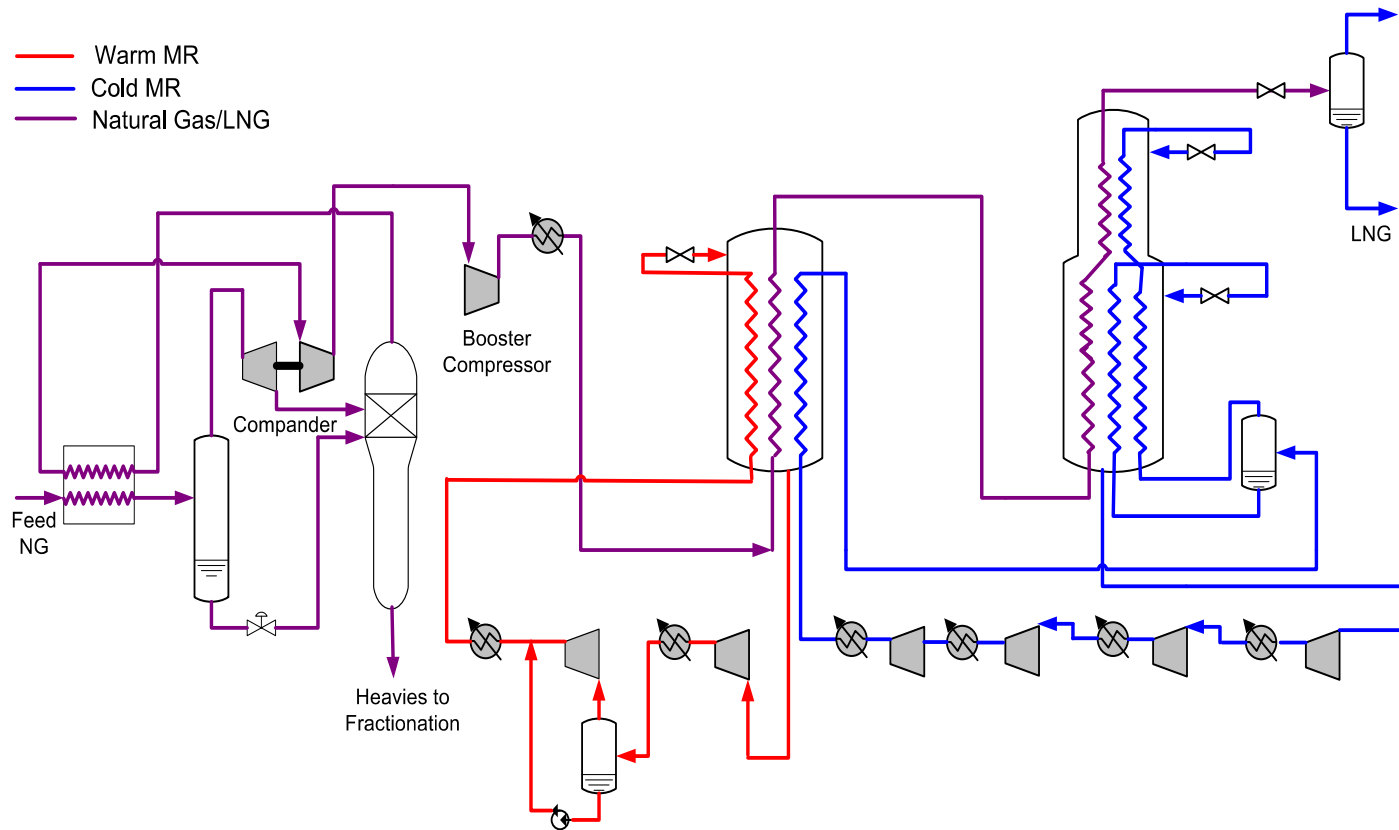 Warm MR
Cold MR
Natural Gas/LNG
LNG
Booster
Compressor
Compander
Feed
NG
Heavies to
Fractionation